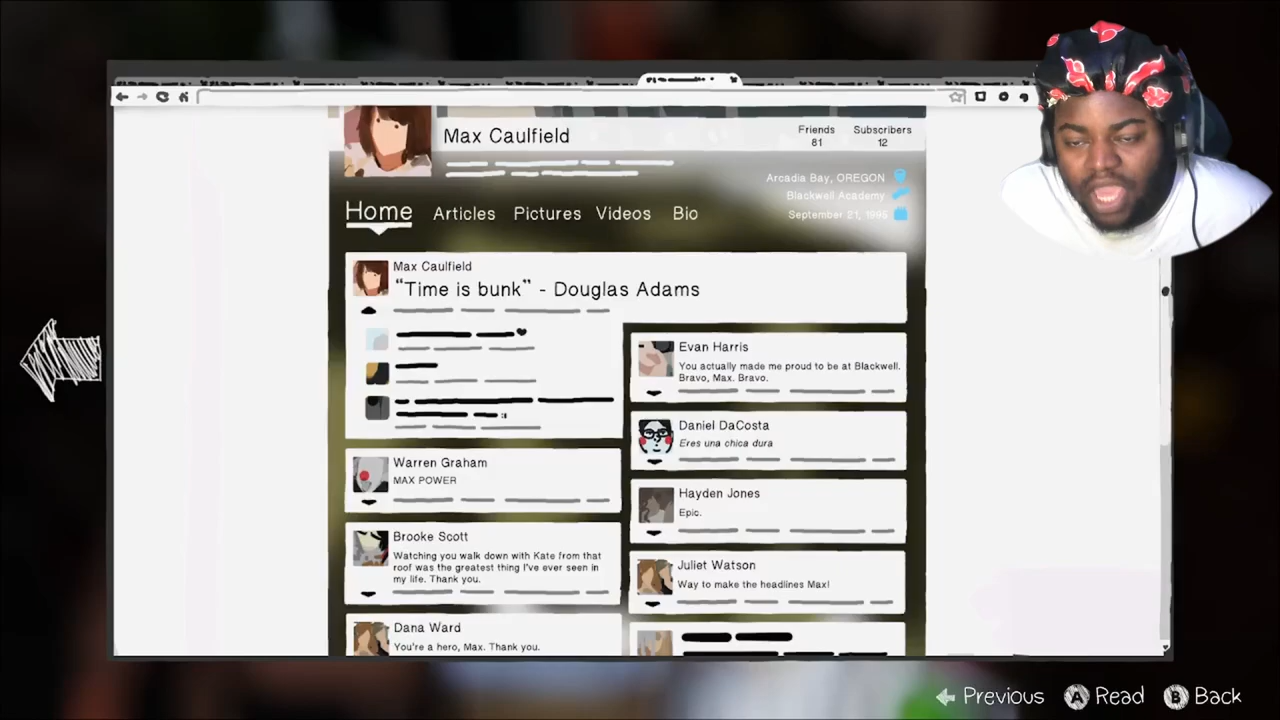 Max Caulfield
Friends
81
Subscribers
12
Arcadia Bay, OREGON
Blackwell Academy
September 21, 1995
Home
Articles
Pictures
Videos
Bio
Max Caulfield
“Time is bunk” - Douglas Adams
Warren Graham
MAX POWER
Brooke Scott
Watching you walk down with Kate from that
roof was the greatest thing I've ever seen in
my life. Thank you.
Dana Ward
You're a hero, Max. Thank you.
Evan Harris
You actually made me proud to be at Blackwell.
Bravo, Max. Bravo.
Daniel DaCosta
Eres una chica dura
Hayden Jones
Epic.
Juliet Watson
Way to make the headlines Max!
Previous
A Read
B Back